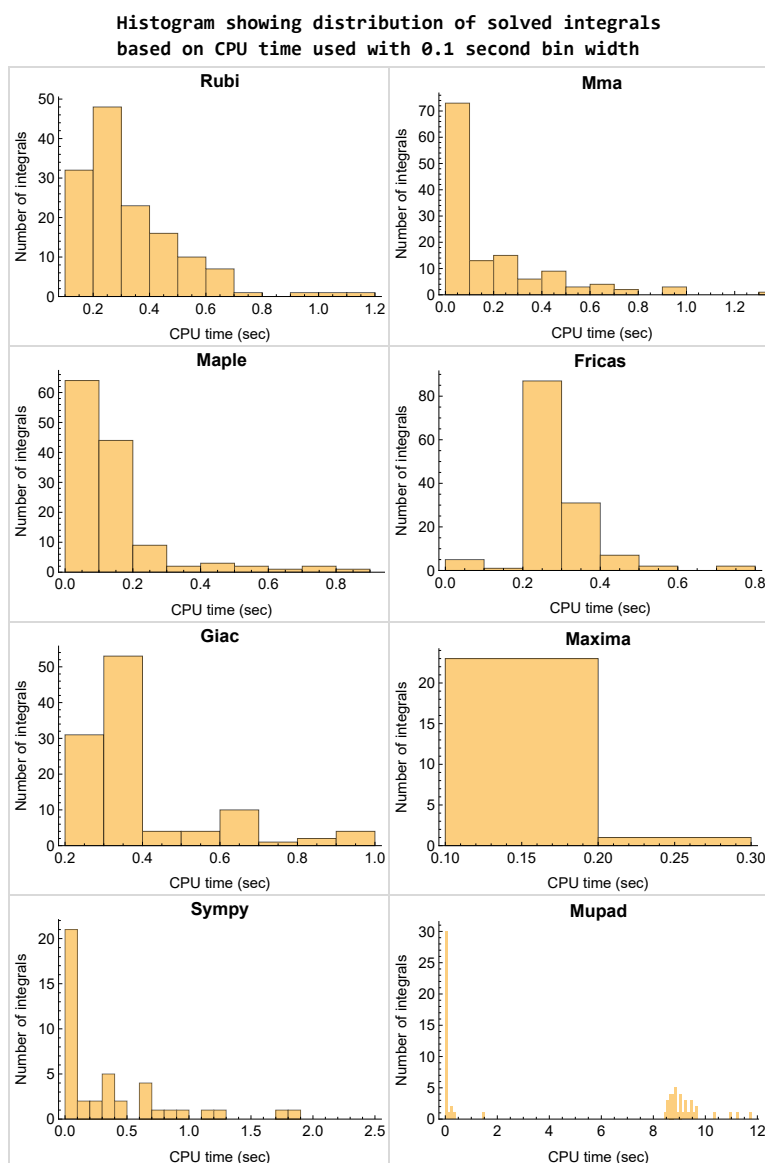 Histogram showing distribution of solved integrals
based on CPU time used with 0.1 second bin width
Rubi
Number of integrals
50
40
30
20
10
0
0.2 0.4 0.6 0.8 1.0 1.2
CPU time (sec)
Mma
Number of integrals
70
60
50
40
30
20
10
0
0.0 0.2 0.4 0.6 0.8 1.0 1.2
CPU time (sec)
Maple
Number of integrals
60
50
40
30
20
10
0
0.0 0.2 0.4 0.6 0.8
CPU time (sec)
Fricas
Number of integrals
80
60
40
20
0
0.0 0.2 0.4 0.6 0.8
CPU time (sec)
Giac
Number of integrals
50
40
30
20
10
0
0.2 0.4 0.6 0.8 1.0
CPU time (sec)
Maxima
Number of integrals
20
15
10
5
0
0.10 0.15 0.20 0.25 0.30
CPU time (sec)
Sympy
Number of integrals
20
15
10
5
0
0.0 0.5 1.0 1.5 2.0 2.5
CPU time (sec)
Mupad
Number of integrals
30
25
20
15
10
5
0
0 2 4 6 8 10 12
CPU time (sec)